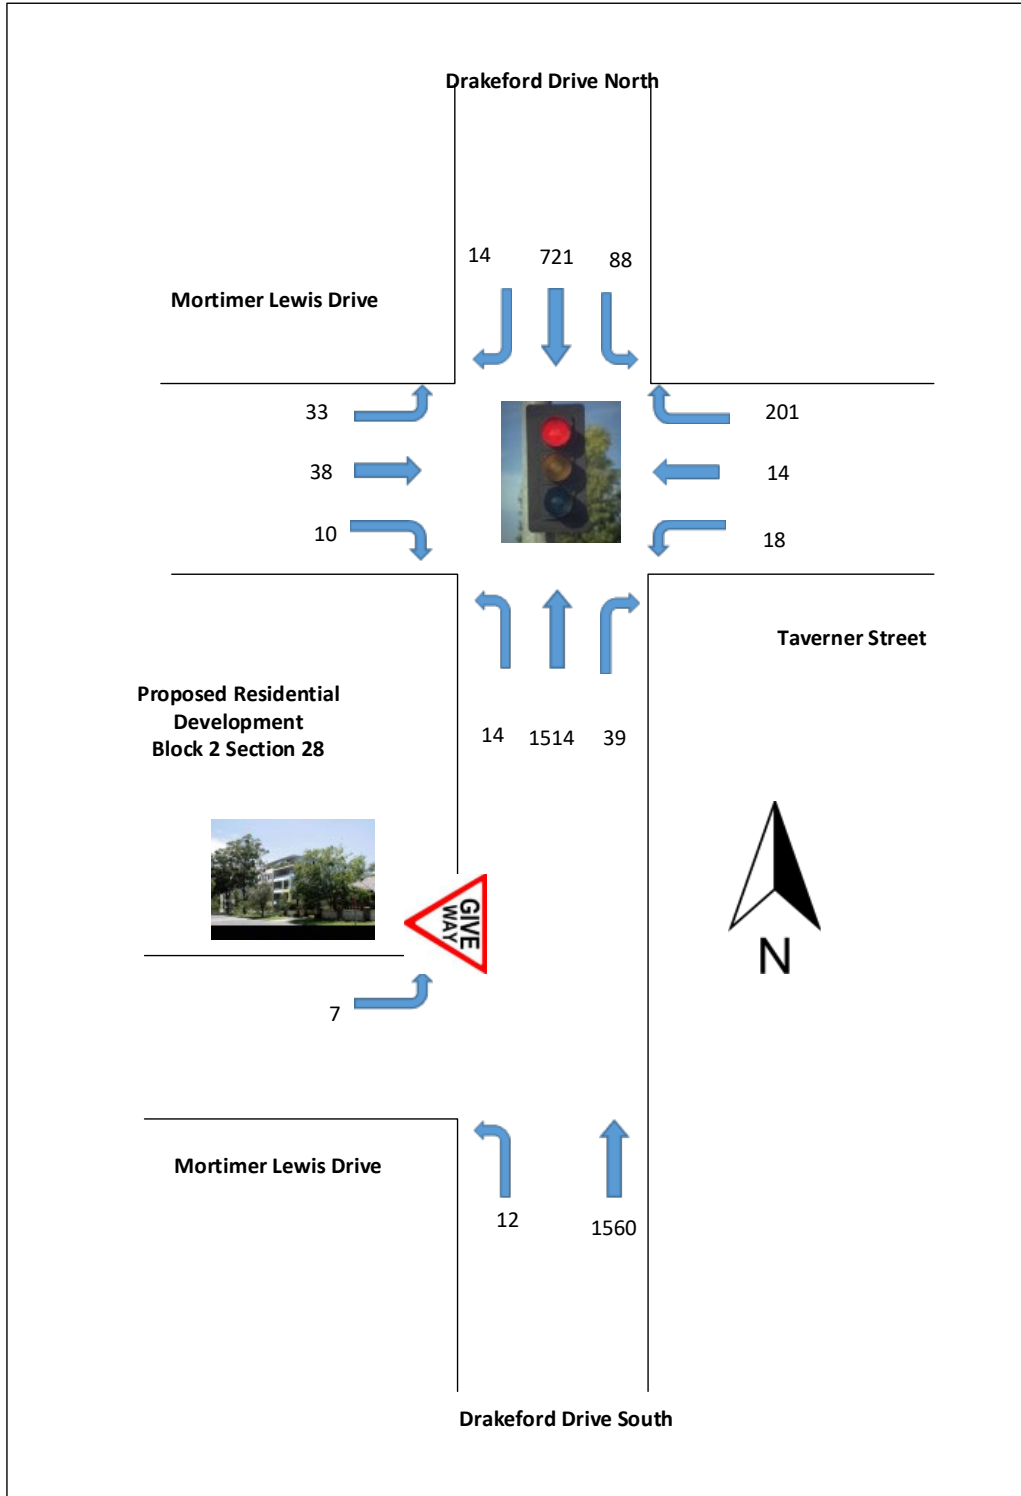 Drakeford Drive North
14 721 88
Mortimer Lewis Drive
33 201
38 14
10 18
Taverner Street
Proposed Residential
Development
Block 2 Section 28
14 1514 39
GIVE
WAY
N
7
Mortimer Lewis Drive
12 1560
Drakeford Drive South